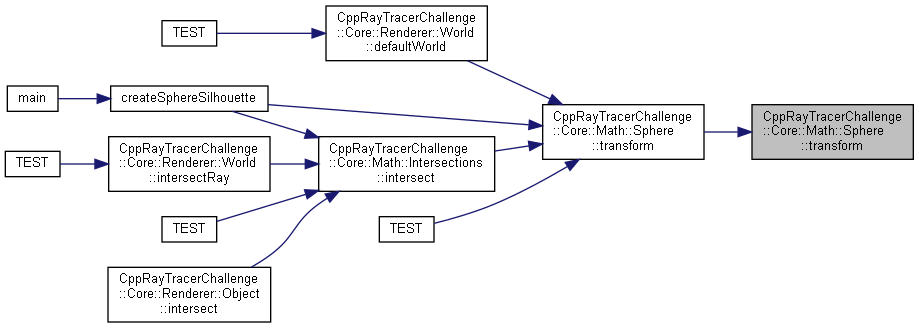 TEST
CppRayTracerChallenge
::Core::Renderer::World
::defaultWorld
main
createSphereSilhouette
CppRayTracerChallenge
::Core::Math::Sphere
::transform
CppRayTracerChallenge
::Core::Math::Sphere
::transform
TEST
CppRayTracerChallenge
::Core::Renderer::World
::intersectRay
CppRayTracerChallenge
::Core::Math::Intersections
::intersect
TEST
TEST
CppRayTracerChallenge
::Core::Renderer::Object
::intersect